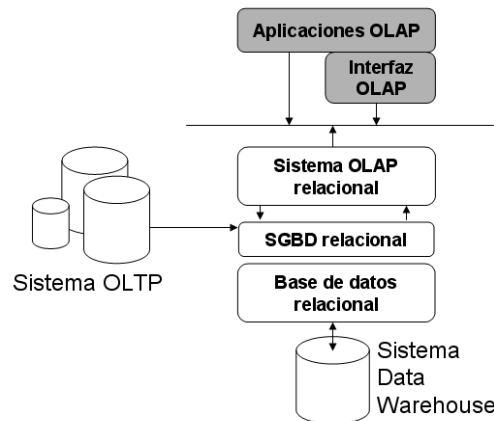 Aplicaciones OLAP
Interfaz
OLAP
Sistema OLAP
relacional
SGBD relacional
Sistema OLTP
Base de datos
relacional
Sistema
Data
Warehouse